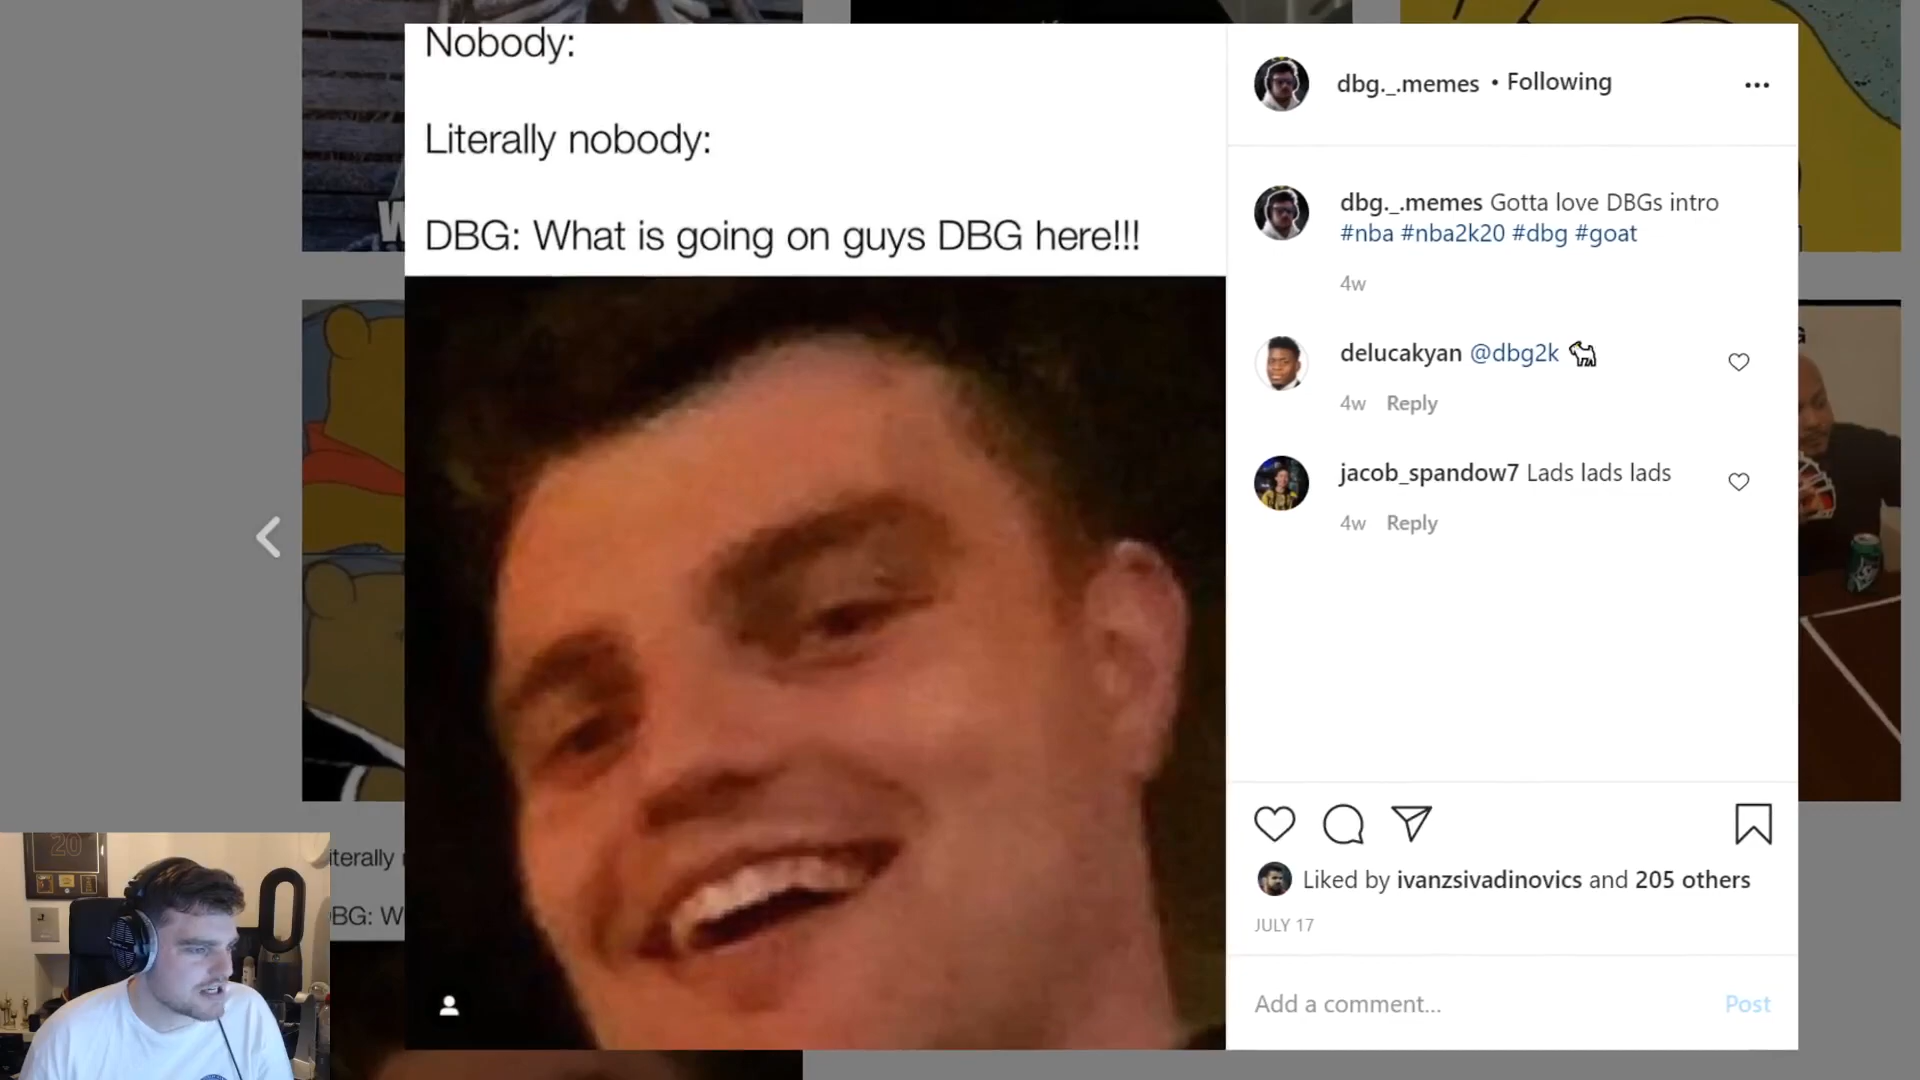 Nobody:
Literally nobody:
DBG: What is going on guys DBG here!!!
dbg._.memes • Following
dbg._.memes Gotta love DBGs intro
#nba #nba2k20 #dbg #goat
4w
delucakyan @dbg2k
4w Reply
jacob_spandow7 Lads lads lads
4w Reply
Liked by ivanzsivadinovics and 205 others
JULY 17
Add a comment... Post
W
iterally
BG: W
20